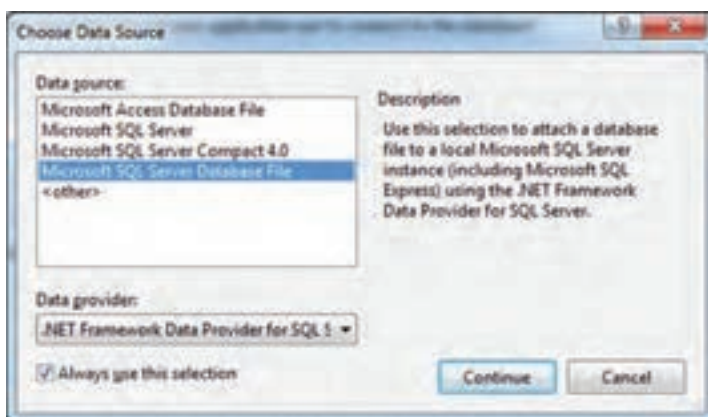 Choose Data Source
Data source:
Microsoft Access Database File
Microsoft SQL Server
Microsoft SQL Server Compact 4.0
Microsoft SQL Server Database File
<other>
Description
Use this selection to attach a database
file to a local Microsoft SQL Server
instance (including Microsoft SQL
Express) using the .NET Framework
Data Provider for SQL Server.
Data provider:
.NET Framework Data Provider for SQL S
Always use this selection
Continue
Cancel